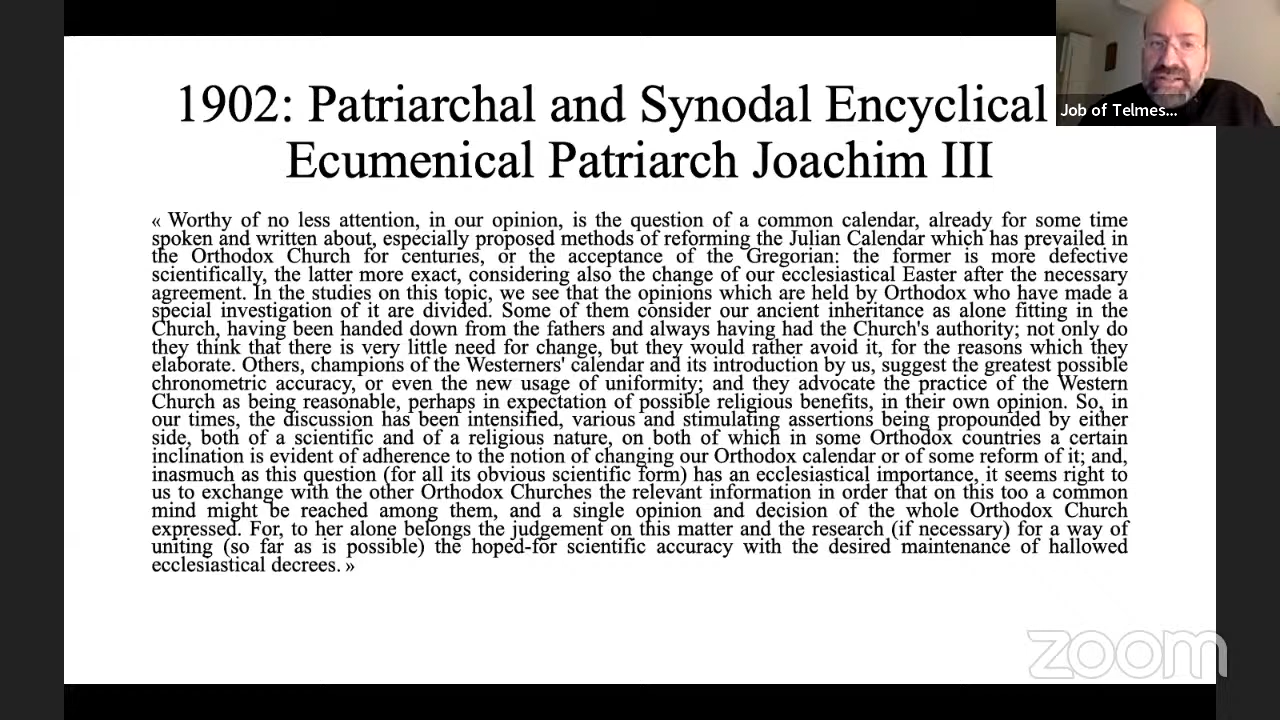 1902: Patriarchal and Synodal Encyclical
Ecumenical Patriarch Joachim III
Job of Telmes...
« Worthy of no less attention, in our opinion, is the question of a common calendar, already for some time
spoken and written about, especially proposed methods of reforming the Julian Calendar which has prevailed in
the Orthodox Church for centuries, or the acceptance of the Gregorian: the former is more defective
scientifically, the latter more exact, considering also the change of our ecclesiastical Easter after the necessary
agreement. In the studies on this topic, we see that the opinions which are held by Orthodox who have made a
special investigation of it are divided. Some of them consider our ancient inheritance as alone fitting in the
Church, having been handed down from the fathers and always having had the Church's authority; not only do
they think that there is very little need for change, but they would rather avoid it, for the reasons which they
elaborate. Others, champions of the Westerners' calendar and its introduction by us, suggest the greatest possible
chronometric accuracy, or even the new usage of uniformity; and they advocate the practice of the Western
Church as being reasonable, perhaps in expectation of possible religious benefits, in their own opinion. So, in
our times, the discussion has been intensified, various and stimulating assertions being propounded by either
side, both of a scientific and of a religious nature, on both of which in some Orthodox countries a certain
inclination is evident of adherence to the notion of changing our Orthodox calendar or of some reform of it; and,
inasmuch as this question (for all its obvious scientific form) has an ecclesiastical importance, it seems right to
us to exchange with the other Orthodox Churches the relevant information in order that on this too a common
mind might be reached among them, and a single opinion and decision of the whole Orthodox Church
expressed. For, to her alone belongs the judgement on this matter and the research (if necessary) for a way of
uniting (so far as is possible) the hoped-for scientific accuracy with the desired maintenance of hallowed
ecclesiastical decrees. »
zoom